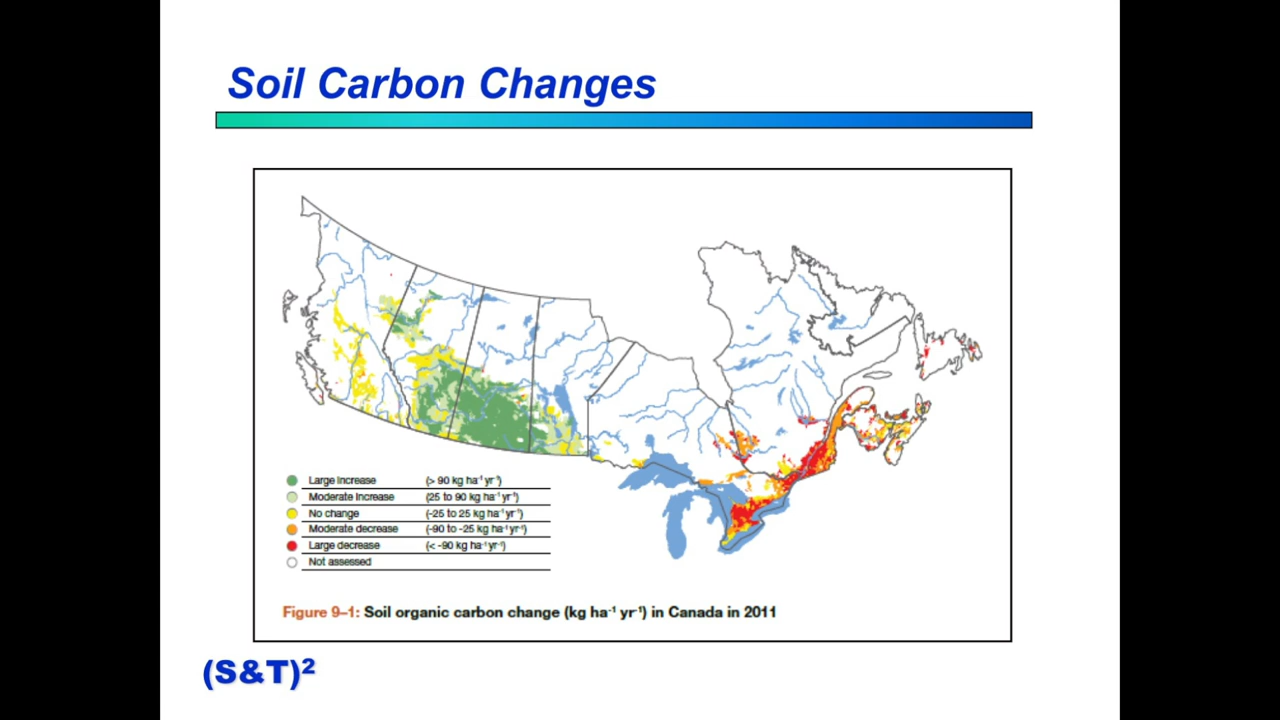 Soil Carbon Changes
Large increase (> 90 kg ha⁻¹ yr⁻¹)
Moderate increase (25 to 90 kg ha⁻¹ yr⁻¹)
No change (-25 to 25 kg ha⁻¹ yr⁻¹)
Moderate decrease (-90 to -25 kg ha⁻¹ yr⁻¹)
Large decrease (< -90 kg ha⁻¹ yr⁻¹)
Not assessed
Figure 9–1: Soil organic carbon change (kg ha⁻¹ yr⁻¹) in Canada in 2011
(S&T)²